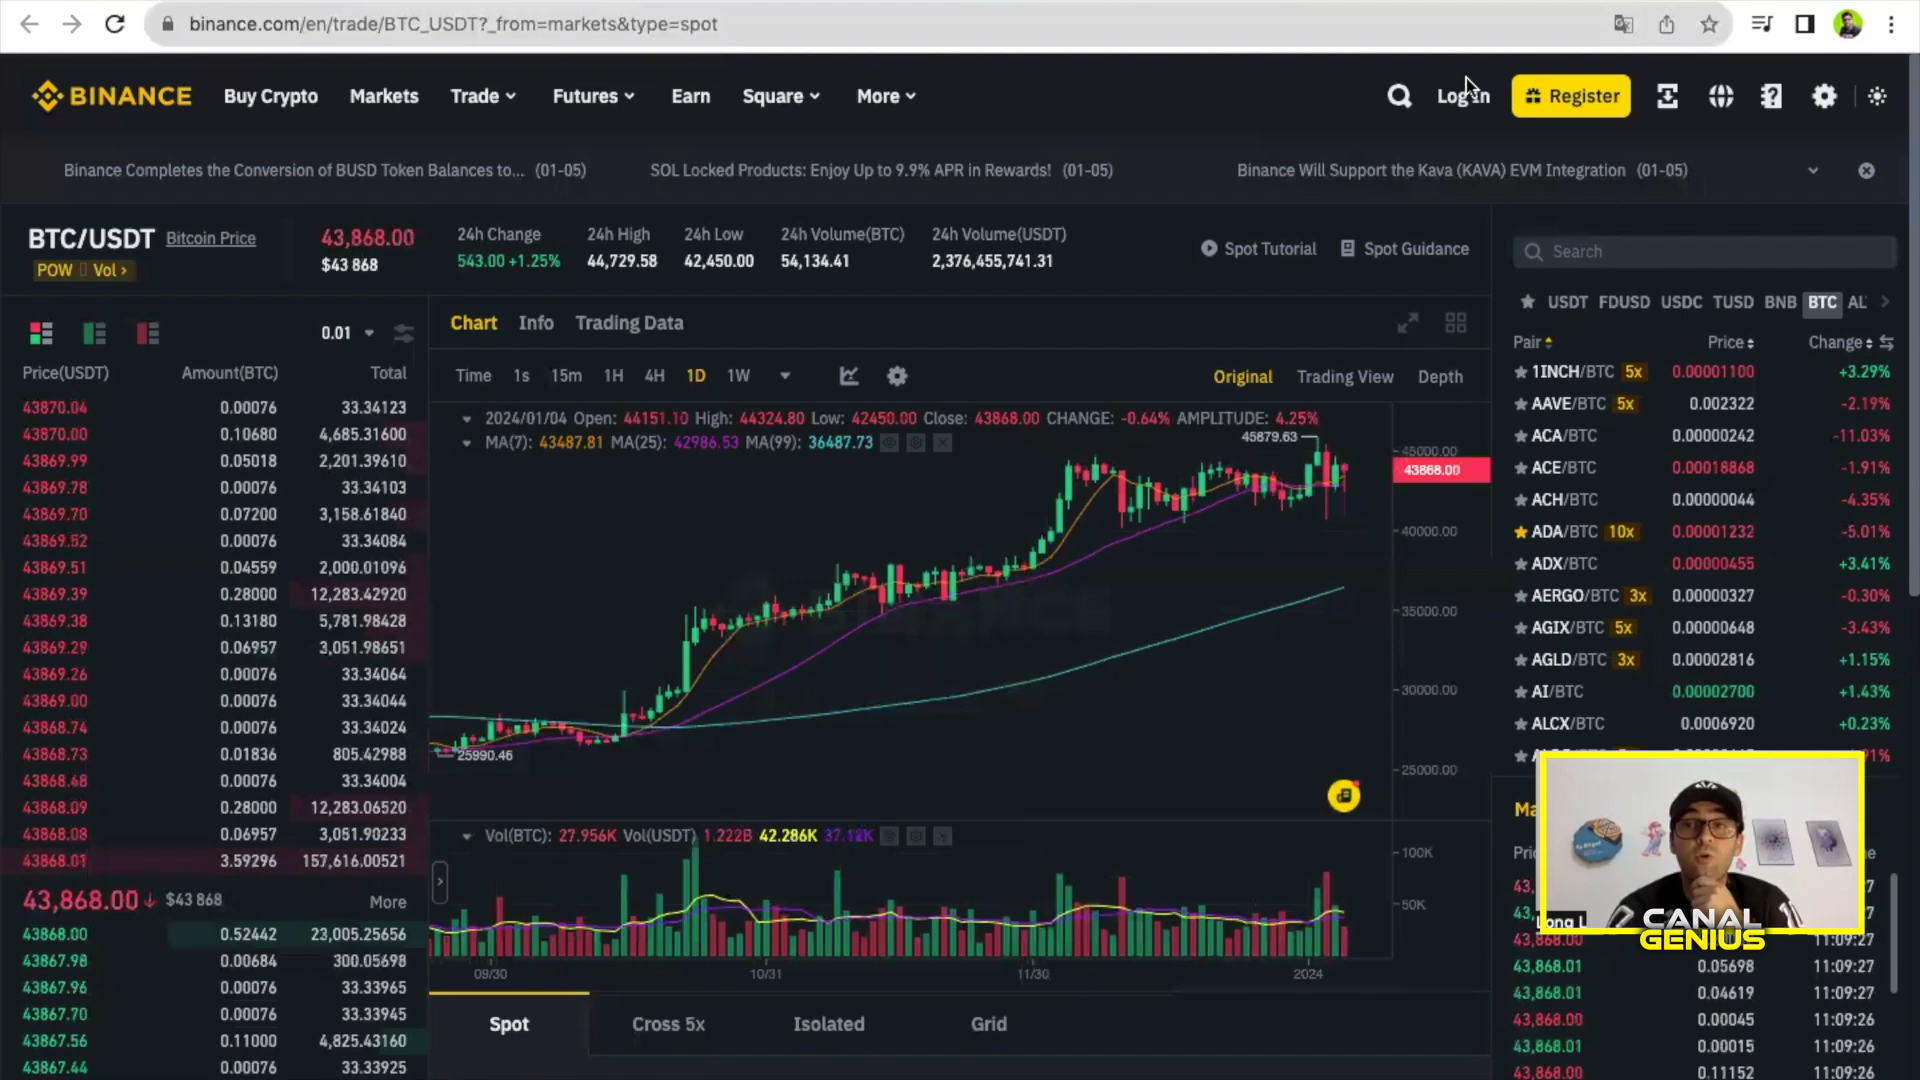 binance.com/en/trade/BTC_USDT?_from=markets&type=spot
BINANCE Buy Crypto Markets Trade Futures Earn Square More Log In Register
Binance Completes the Conversion of BUSD Token Balances to... (01-05) SOL Locked Products: Enjoy Up to 9.9% APR in Rewards! (01-05) Binance Will Support the Kava (KAVA) EVM Integration (01-05)
BTC/USDT Bitcoin Price
POW Vol
43,868.00
$43 868
24h Change
543.00 +1.25%
24h High
44,729.58
24h Low
42,450.00
24h Volume(BTC)
54,134.41
24h Volume(USDT)
2,376,455,741.31
Spot Tutorial Spot Guidance
0.01
Price(USDT) Amount(BTC) Total
43870.04 0.00076 33.34123
43870.00 0.10680 4,685.31600
43869.99 0.05018 2,201.39610
43869.78 0.00076 33.34103
43869.70 0.07200 3,158.61840
43869.52 0.00076 33.34084
43869.51 0.04559 2,000.01096
43869.39 0.28000 12,283.42920
43869.38 0.13180 5,781.98428
43869.29 0.06957 3,051.98651
43869.26 0.00076 33.34064
43869.00 0.00076 33.34044
43868.74 0.00076 33.34024
43868.73 0.01836 805.42988
43868.68 0.00076 33.34004
43868.09 0.28000 12,283.06520
43868.08 0.06957 3,051.90233
43868.01 3.59296 157,616.00521
43,868.00 $43 868 More
43868.00 0.52442 23,005.25656
43867.98 0.00684 300.05698
43867.96 0.00076 33.33965
43867.70 0.00076 33.33945
43867.56 0.11000 4,825.43160
43867.44 0.00076 33.33925
Chart Info Trading Data
Time 1s 15m 1H 4H 1D 1W Original Trading View Depth
2024/01/04 Open: 44151.10 High: 44324.80 Low: 42450.00 Close: 43868.00 CHANGE: -0.64% AMPLITUDE: 4.25%
MA(7): 43487.81 MA(25): 42986.53 MA(99): 36487.73
45879.63
45000.00
43868.00
40000.00
35000.00
30000.00
25990.46
25000.00
Vol(BTC): 27.956K Vol(USDT) 1.222B 42.286K
100K
50K
09/30 10/31 11/30 2024
Spot Cross 5x Isolated Grid
Search
USDT FDUSD USDC TUSD BNB BTC
Pair Price Change
1INCH/BTC 5x 0.00001100 +3.29%
AAVE/BTC 5x 0.002322 -2.19%
ACA/BTC 0.00000242 -11.03%
ACE/BTC 0.00018868 -1.91%
ACH/BTC 0.00000044 -4.35%
ADA/BTC 10x 0.00001232 -5.01%
ADX/BTC 0.00000455 +3.41%
AERGO/BTC 3x 0.00000327 -0.30%
AGIX/BTC 5x 0.00000648 -3.43%
AGLD/BTC 3x 0.00002816 +1.15%
AI/BTC 0.00002700 +1.43%
ALCX/BTC 0.0006920 +0.23%
CANAL
GENIUS
43,868.00 11:09:27
43,868.01 0.05698 11:09:27
43,868.01 0.04619 11:09:27
43,868.00 0.00045 11:09:26
43,868.01 0.00015 11:09:26
43,868.00 0.11152 11:09:26